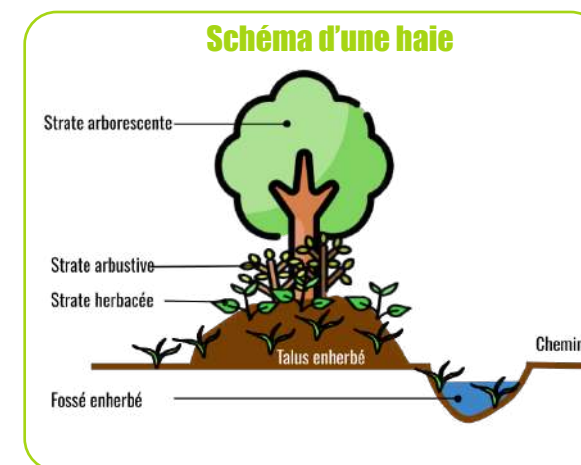 Schéma d'une haie
Strate arborescente
Strate arbustive
Strate herbacée
Talus enherbé
Chemin
Fossé enherbé